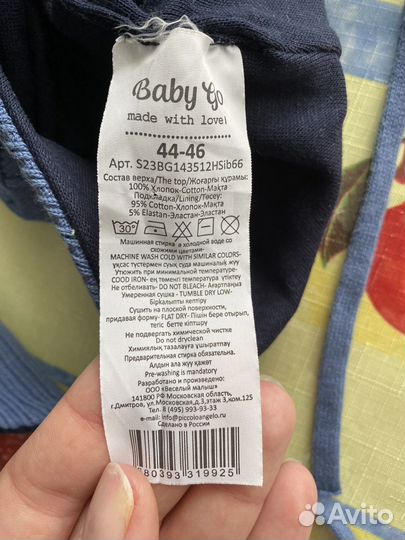 Baby Go
made with love!
44-46
Арт. S23BG143512HSib66
Состав верха/The top/Жоғарғы құрамы:
100% Хлопок-Cotton-Мақта
Подкладка/Lining/Төсеу:
95% Cotton-Хлопок-Мақта
5% Elastan-Эластан-Эластан
30°
Машинная стирка в холодной воде со
схожими цветами-
MACHINE WASH COLD WITH SIMILAR COLORS-
ұқсас түстермен суық суда машиналық жуу
Утюжить при минимальной температуре-
COOD IRON- ең төменгі температура үтіктеу
Не отбеливать- DO NOT BLEACH- Ағартпаңыз
Умеренная сушка - TUMBLE DRY LOW-
Бірқалыпты кептіру
Сушить на плоской поверхности,
придавая форму- FLAT DRY- Пішін бере отырып,
тегіс бетте кептіру
Не подвергать химической чистке
Do not dryclean
Химиялық тазалауға ұшыратпау
Предварительная стирка обязательна.
Алдын ала жуу қажет
Pre-washing is mandatory
Разработано и произведено:
ООО «Веселый малыш»
141800 РФ Московская область,
г.Дмитров, ул.Московская,д.3,этаж 3,ком.125
Тел. 8 (495) 993-93-33
email=info@piccoloangelo.ru
Сделано в России
680393 319925
Avito